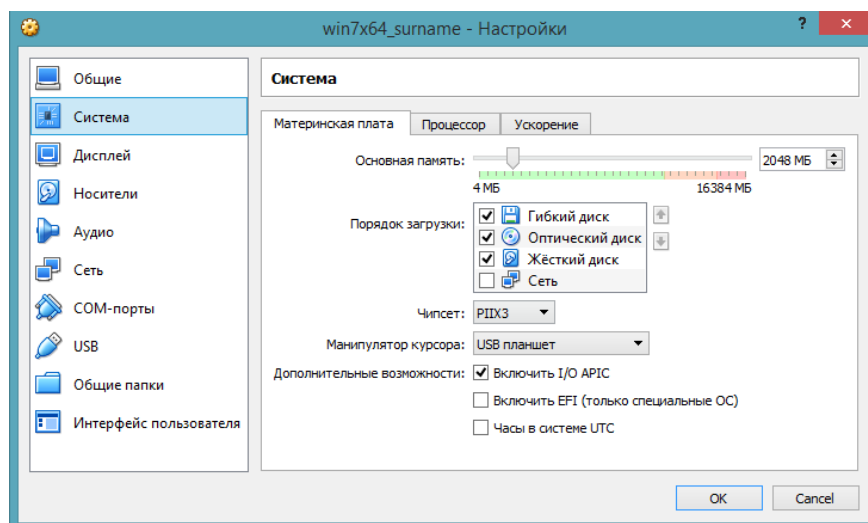 win7x64_surname - Настройки
?
Общие
Система
Дисплей
Носители
Аудио
Сеть
COM-порты
USB
Общие папки
Интерфейс пользователя
Система
Материнская плата Процессор Ускорение
Основная память: 2048 МБ
4 МБ 16384 МБ
Порядок загрузки: Гибкий диск
Оптический диск
Жёсткий диск
Сеть
Чипсет: PIIX3
Манипулятор курсора: USB планшет
Дополнительные возможности: Включить I/O APIC
Включить EFI (только специальные ОС)
Часы в системе UTC
OK Cancel